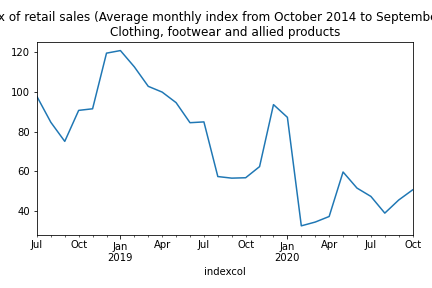 x of retail sales (Average monthly index from October 2014 to Septembe
Clothing, footwear and allied products
120
100
80
60
40
Jul
Oct
Jan
2019
Apr
Jul
Oct
Jan
2020
Apr
Jul
Oct
indexcol